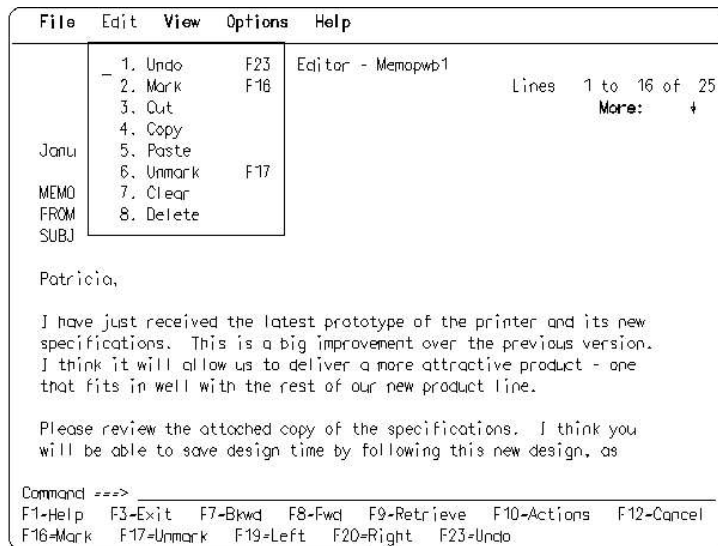 File Edit View Options Help
_ 1. Undo F23 Editor - Memopwb1
2. Mark F16 Lines 1 to 16 of 25
3. Cut More: ↓
4. Copy
Janu 5. Paste
6. Unmark F17
MEMO 7. Clear
FROM 8. Delete
SUBJ
Patricia,
I have just received the latest prototype of the printer and its new
specifications. This is a big improvement over the previous version.
I think it will allow us to deliver a more attractive product - one
that fits in well with the rest of our new product line.
Please review the attached copy of the specifications. I think you
will be able to save design time by following this new design, as
Command ===> ____________________
F1=Help F3=Exit F7=Bkwd F8=Fwd F9=Retrieve F10=Actions F12=Cancel
F16=Mark F17=Unmark F19=Left F20=Right F23=Undo